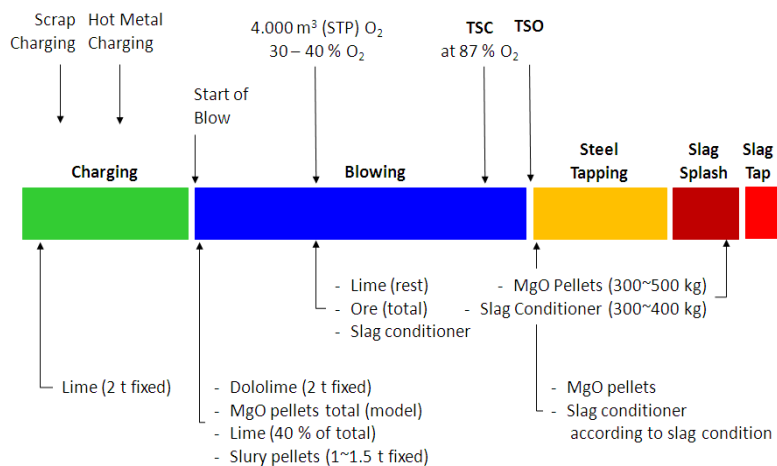 Scrap
Charging
Hot Metal
Charging
4.000 m³ (STP) O₂
30 – 40 % O₂
TSC
at 87 % O₂
TSO
Start of
Blow
Charging
Blowing
Steel
Tapping
Slag
Splash
Slag
Tap
- Lime (rest)
- Ore (total)
- Slag conditioner
- MgO Pellets (300~500 kg)
- Slag Conditioner (300~400 kg)
Lime (2 t fixed)
- Dololime (2 t fixed)
- MgO pellets total (model)
- Lime (40 % of total)
- Slury pellets (1~1.5 t fixed)
- MgO pellets
- Slag conditioner
according to slag condition